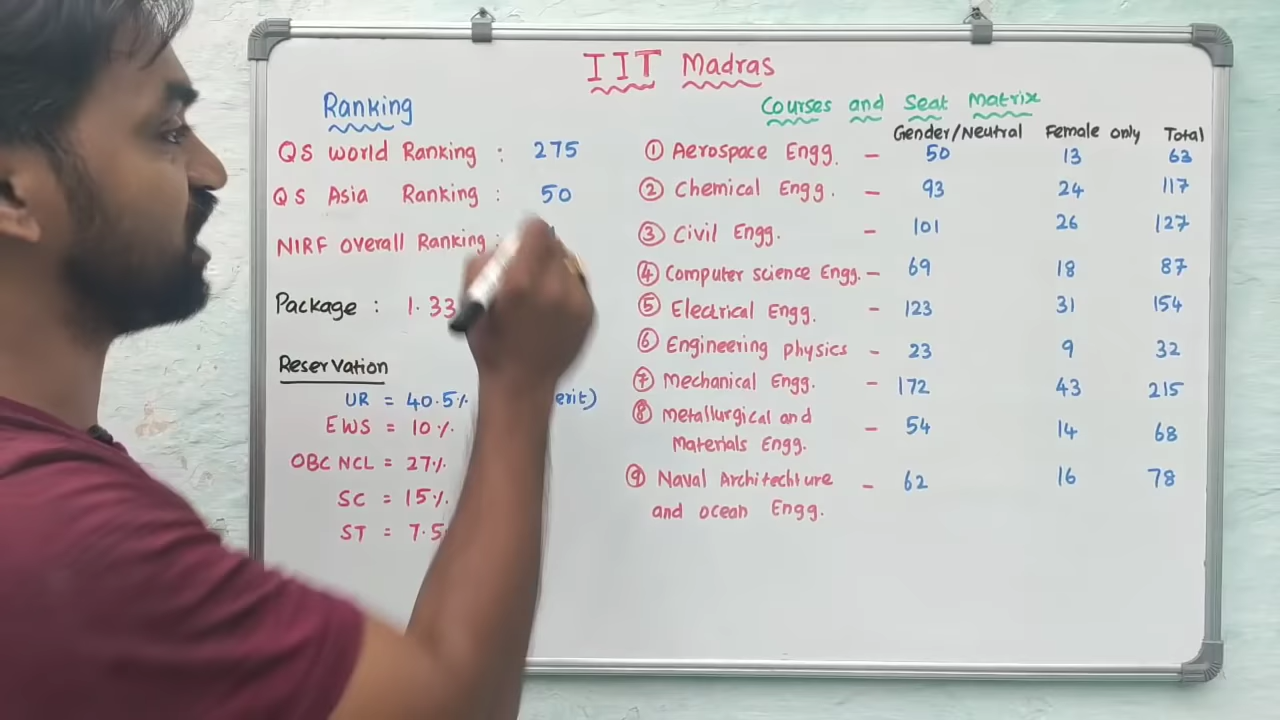 IIT Madras
Ranking
QS world Ranking : 275
QS Asia Ranking : 50
NIRF overall Ranking :
Package : 1.33
Reservation
UR = 40.5%
EWS = 10%
OBC NCL = 27%
SC = 15%
ST = 7.5
Courses and Seat Matrix
Gender/Neutral Female only Total
① Aerospace Engg. - 50 13 63
② Chemical Engg. - 93 24 117
③ Civil Engg. - 101 26 127
④ Computer science Engg. - 69 18 87
⑤ Electrical Engg. - 123 31 154
⑥ Engineering physics - 23 9 32
⑦ Mechanical Engg. - 172 43 215
⑧ Metallurgical and
Materials Engg. - 54 14 68
⑨ Naval Architechture - 62 16 78
and ocean Engg.